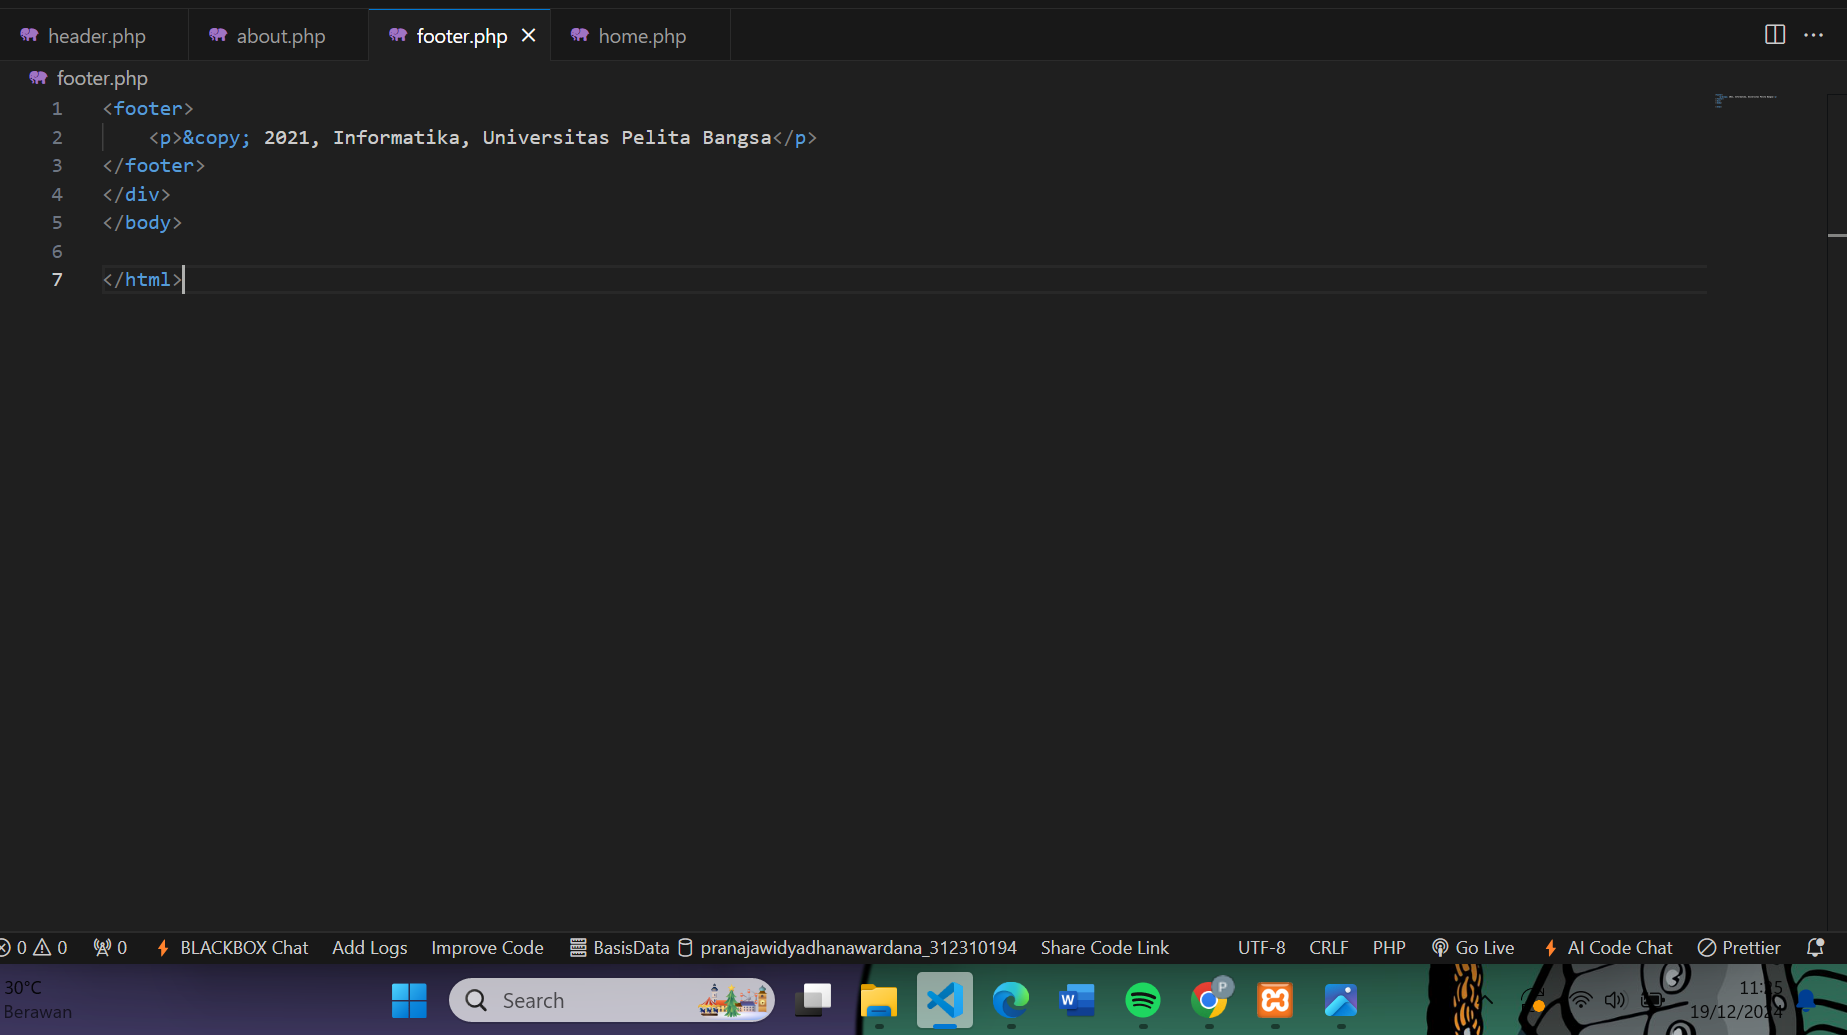 header.php about.php footer.php home.php
footer.php
1 <footer>
2 <p>&copy; 2021, Informatika, Universitas Pelita Bangsa</p>
3 </footer>
4 </div>
5 </body>
6
7 </html>
0 0 0 BLACKBOX Chat Add Logs Improve Code BasisData pranajawidyadhanawardana_312310194 Share Code Link UTF-8 CRLF PHP Go Live AI Code Chat Prettier
30°C
Berawan
Search
W
P
19/12/2024